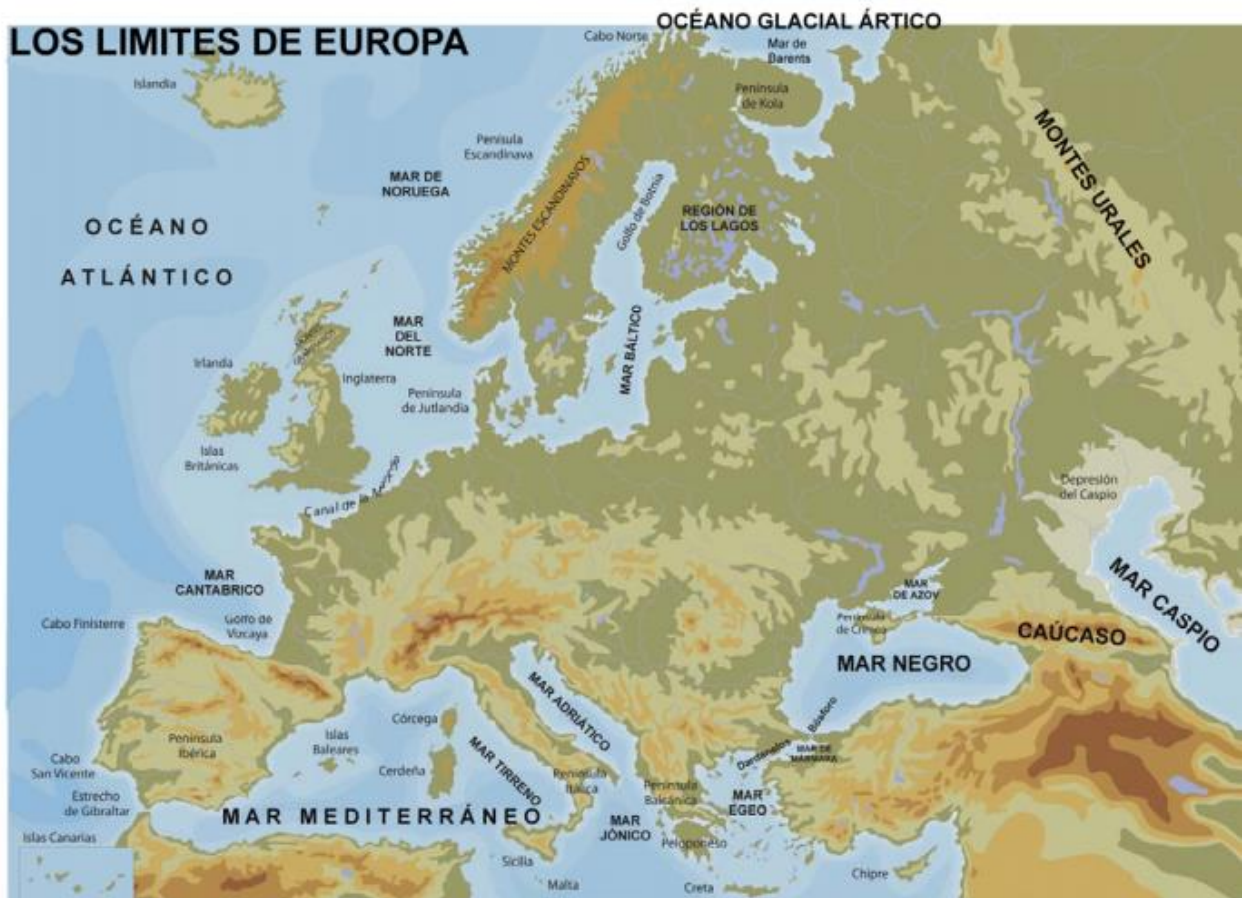 OCÉANO GLACIAL ÁRTICO
LOS LIMITES DE EUROPA
Cabo Norte
Mar de
Barents
Islandia
Península
de Kola
MONTES URALES
Penísula
Escandinava
MAR DE
NORUEGA
MONTES ESCANDINAVOS
Golfo de Botnia
REGIÓN DE
LOS LAGOS
OCÉANO
ATLÁNTICO
MAR
DEL
NORTE
MAR BÁLTICO
Irlanda
Inglaterra
Península
de Jutlandia
Islas
Británicas
Canal de la
Depresión
del Caspio
MAR CASPIO
MAR
CANTABRICO
MAR
DE AZOV
Cabo Finisterre
Golfo de
Vizcaya
Península
de Crimea
CAÚCASO
MAR NEGRO
MAR ADRIÁTICO
Bósforo
Córcega
Islas
Baleares
Península
Ibérica
Dardanelos
MAR DE
MÁRMARA
Cabo
San Vicente
Cerdeña
MAR TIRRENO
Península
Itálica
Península
Balcánica
MAR
EGEO
Estrecho
de Gibraltar
MAR MEDITERRÁNEO
MAR
JÓNICO
Peloponeso
Islas Canarias
Sicilia
Malta
Creta
Chipre